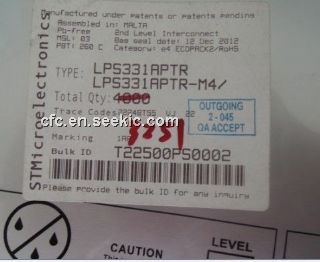 Manufactured under patents or patents pending
Assembled in: MALTA
Pb-free 2nd Level Interconnect
MSL: 03 Bag seal date: 12 Dec 2012
PBT: 260 C Category: e4 ECOPACK2/RoHS
TYPE: LPS331APTR
LPS331APTR-M4/
Total Qty: 4000
Trace Codes
Marking
Bulk ID T22500PS0002
Please provide the bulk ID for any inquiry
STMicroelectronics
OUTGOING
2-045
QA ACCEPT
cfc.cn.seekic.com
CAUTION
LEVEL